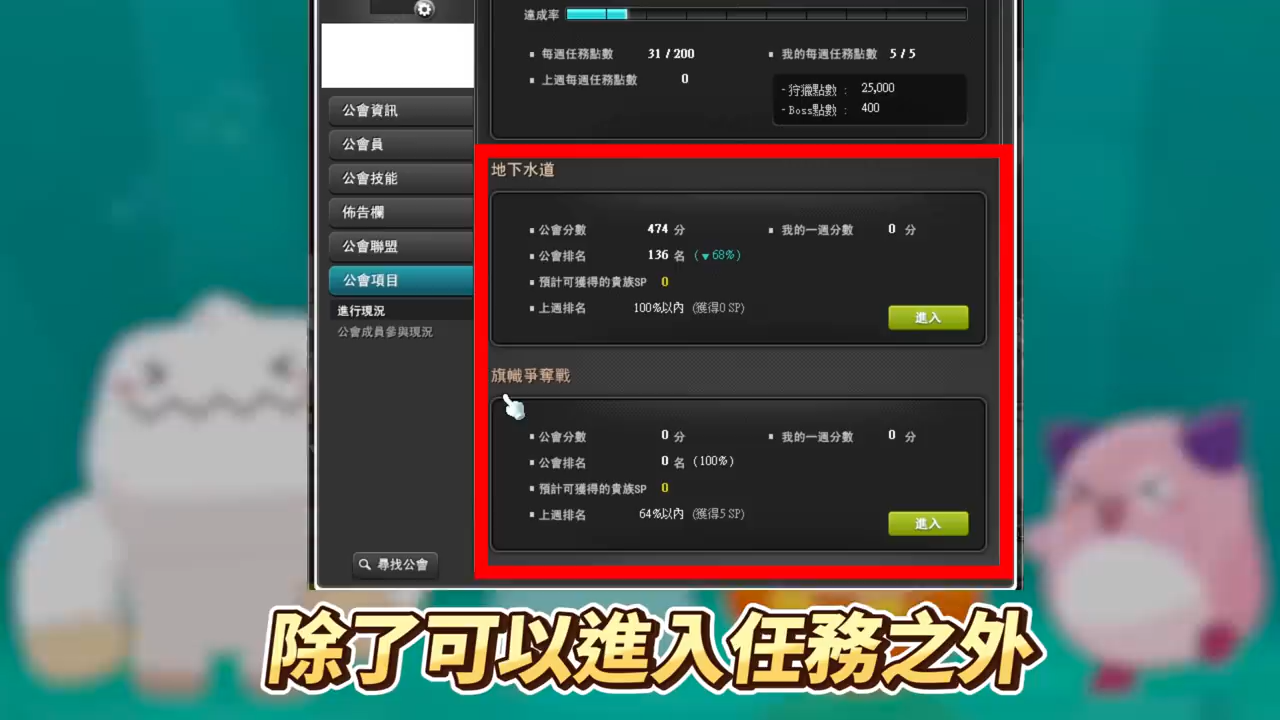 達成率
每週任務點數 31 / 200
我的每週任務點數 5 / 5
上週每週任務點數 0
- 狩獵點數 : 25,000
- Boss點數 : 400
公會資訊
公會員
公會技能
佈告欄
公會聯盟
公會項目
進行現況
公會成員參與現況
尋找公會
地下水道
公會分數 474 分
我的一週分數 0 分
公會排名 136 名 (▼68%)
預計可獲得的貴族SP 0
上週排名 100%以內 (獲得0 SP)
進入
旗幟爭奪戰
公會分數 0 分
我的一週分數 0 分
公會排名 0 名 (100%)
預計可獲得的貴族SP 0
上週排名 64%以內 (獲得5 SP)
進入
除了可以進入任務之外